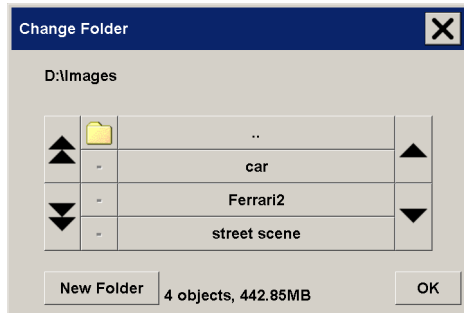 Change Folder
D:\Images
..
- car
- Ferrari2
- street scene
New Folder 4 objects, 442.85MB OK